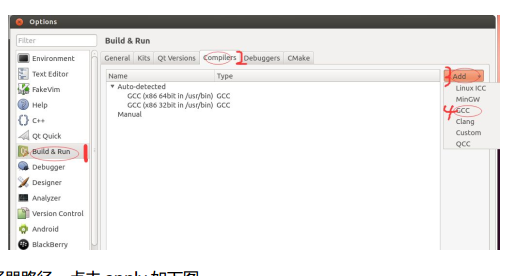 Options
Filter
Build & Run
Environment
General Kits Qt Versions Compilers Debuggers CMake
2
Text Editor
Name Type
3
Add
FakeVim
Auto-detected
Linux ICC
GCC (x86 64bit in /usr/bin) GCC
MinGW
Help
GCC (x86 32bit in /usr/bin) GCC
4
GCC
C++
Manual
Clang
Qt Quick
Custom
Build & Run
1
QCC
Debugger
Designer
Analyzer
Version Control
Android
BlackBerry
器路径，点击 apply 如下图